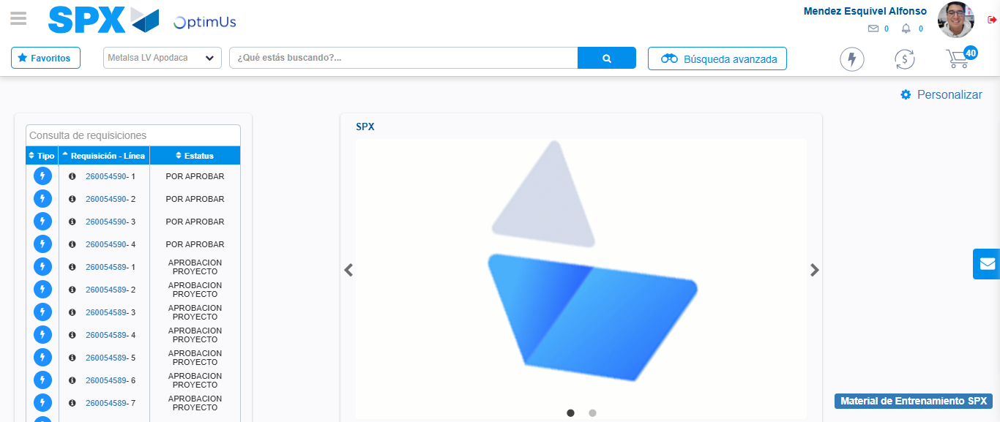 SPX
OptimUs
Mendez Esquivel Alfonso
0
0
Favoritos
Metalsa LV Apodaca
¿Qué estás buscando?...
Búsqueda avanzada
40
Personalizar
Consulta de requisiciones
Tipo Requisición - Línea Estatus
260054590- 1 POR APROBAR
260054590- 2 POR APROBAR
260054590- 3 POR APROBAR
260054590- 4 POR APROBAR
260054589- 1 APROBACION
PROYECTO
260054589- 2 APROBACION
PROYECTO
260054589- 3 APROBACION
PROYECTO
260054589- 4 APROBACION
PROYECTO
260054589- 5 APROBACION
PROYECTO
260054589- 6 APROBACION
PROYECTO
260054589- 7 APROBACION
PROYECTO
SPX
Material de Entrenamiento SPX